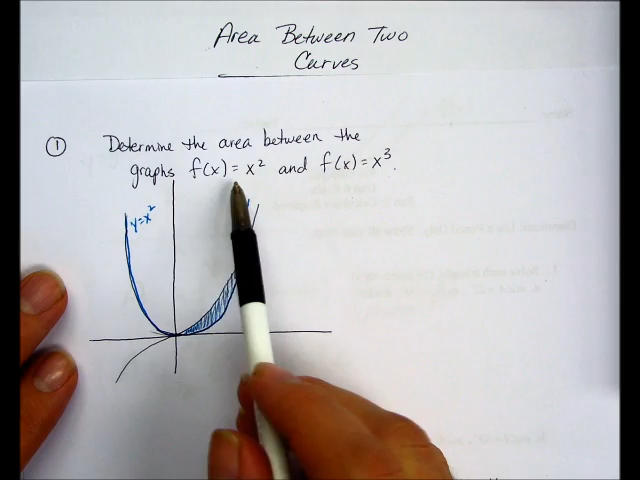 Area Between Two
Curves
① Determine the area between the
graphs f(x) = x² and f(x) = x³.
y=x²